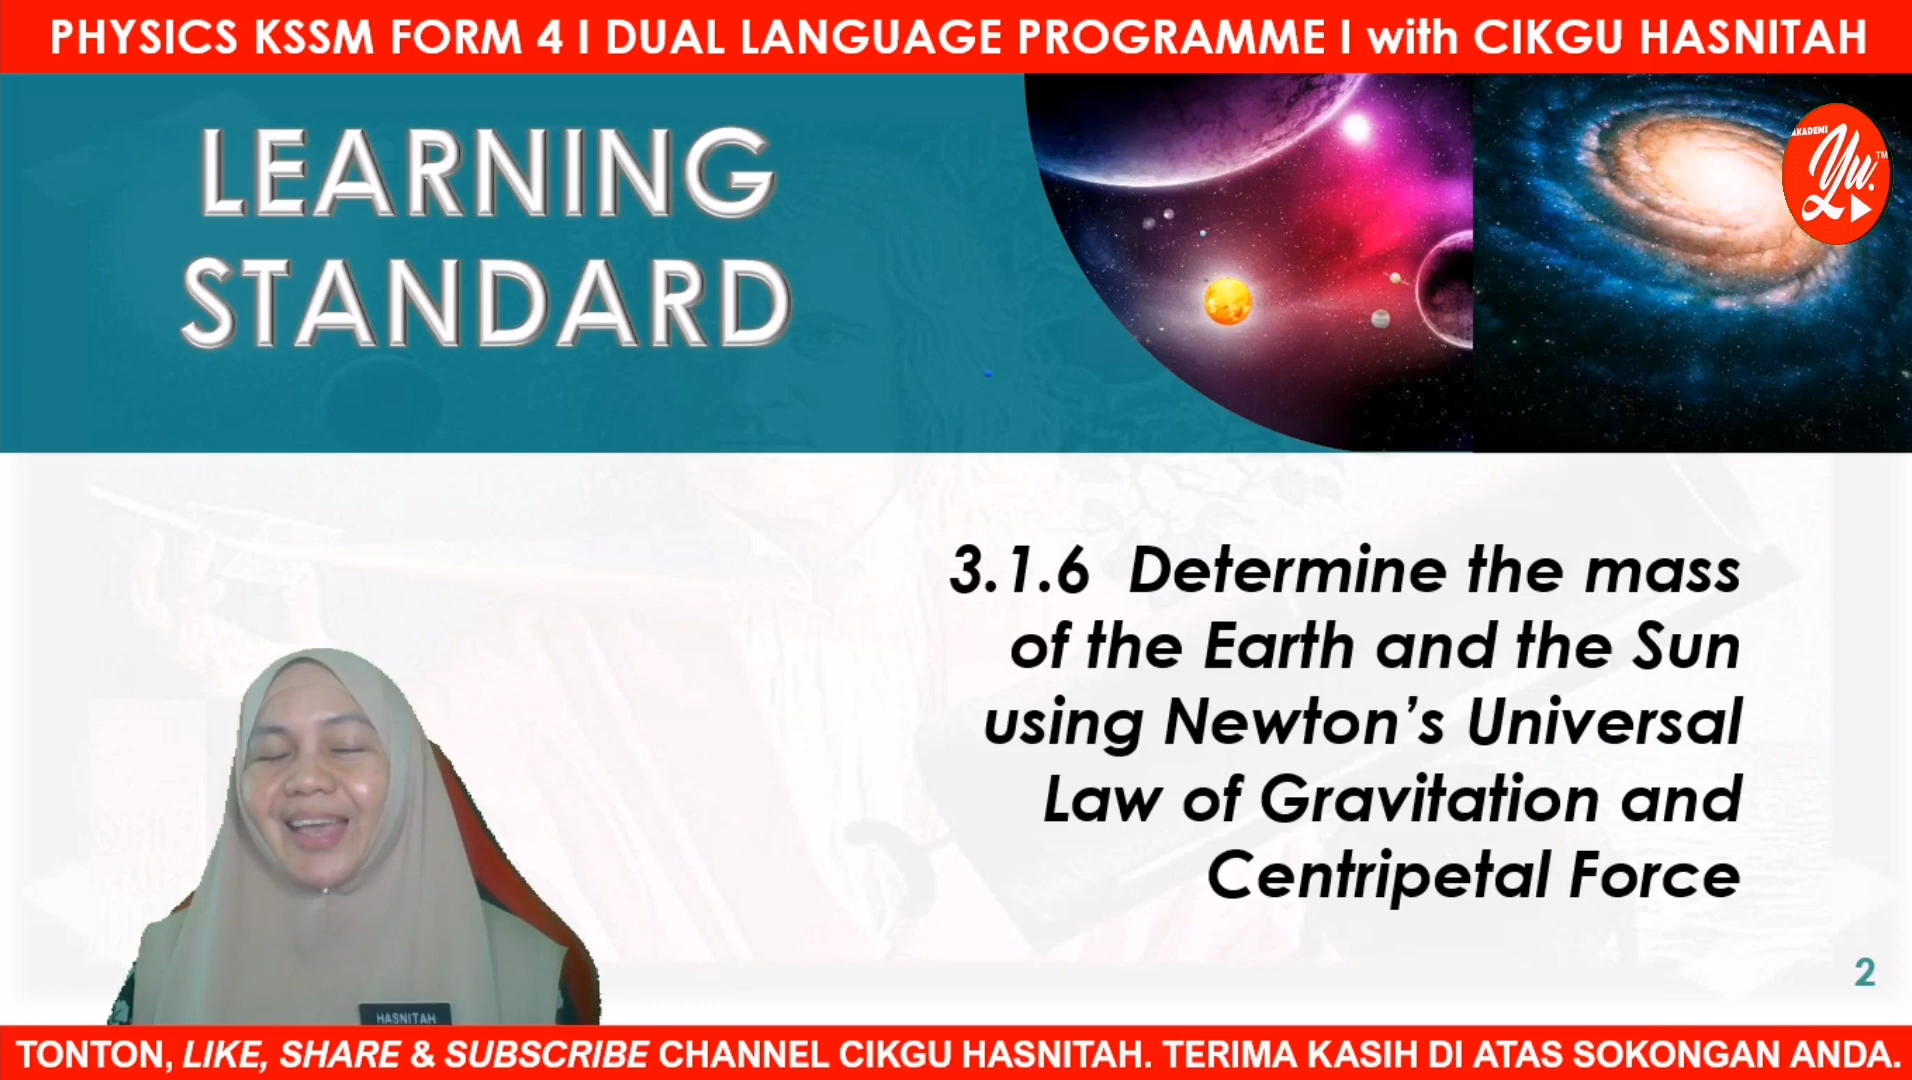 PHYSICS KSSM FORM 4 I DUAL LANGUAGE PROGRAMME I with CIKGU HASNITAH
LEARNING
STANDARD
AKADEMI
Yu.
TM
3.1.6 Determine the mass
of the Earth and the Sun
using Newton's Universal
Law of Gravitation and
Centripetal Force
HASNITAH
2
TONTON, LIKE, SHARE & SUBSCRIBE CHANNEL CIKGU HASNITAH. TERIMA KASIH DI ATAS SOKONGAN ANDA.